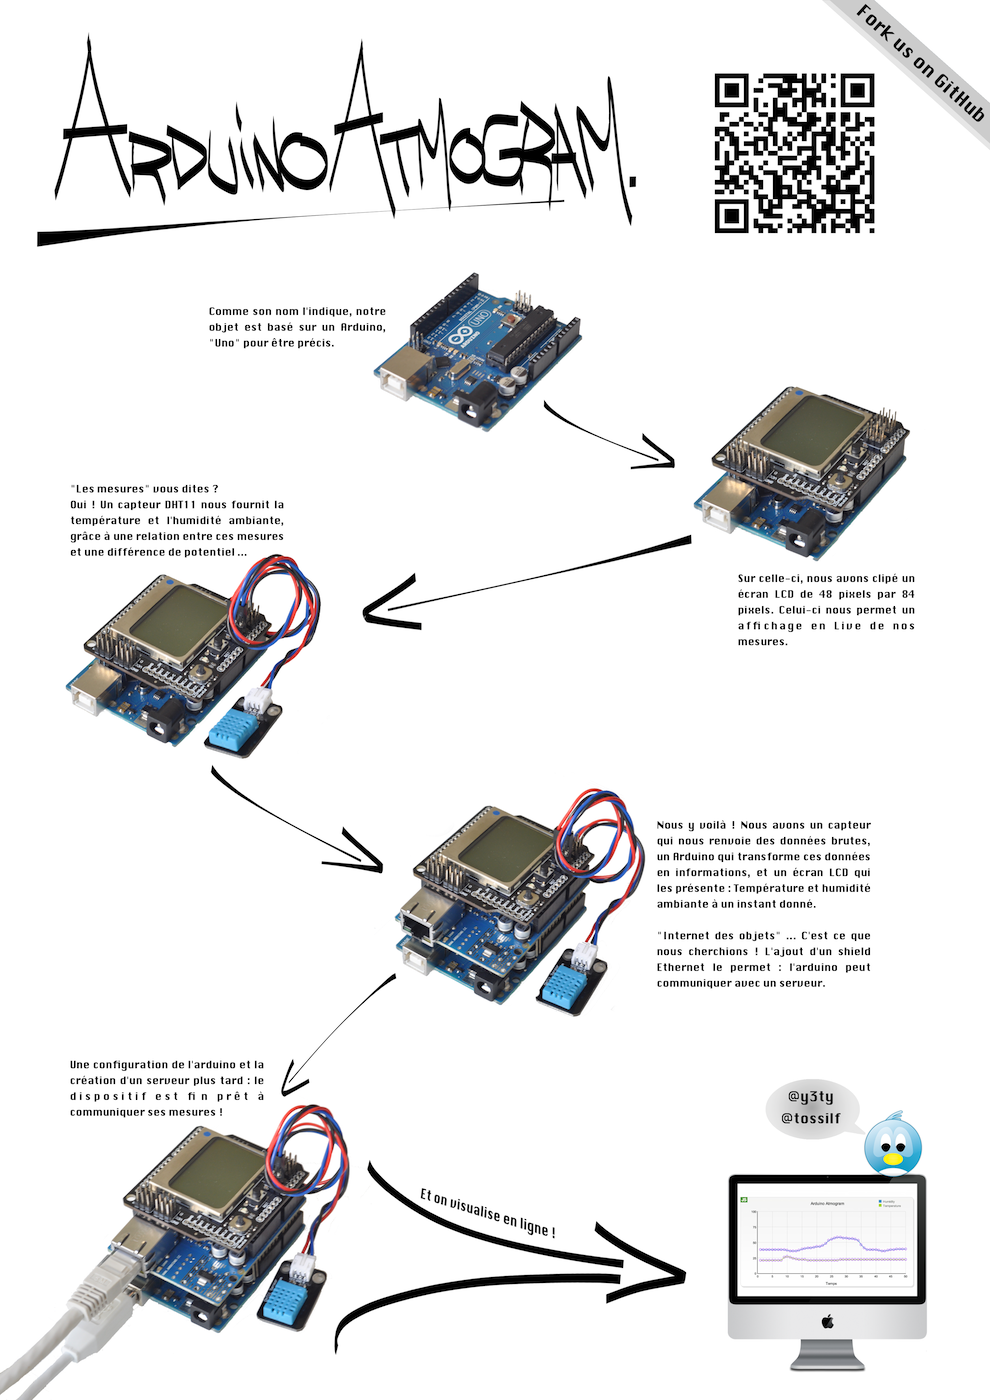 Fork us on GitHub
ARDUINO ATMOGRAM.
Comme son nom l'indique, notre
objet est basé sur un Arduino,
"Uno" pour être précis.
UNO
ARDUINO
"Les mesures" vous dites ?
Oui ! Un capteur DHT11 nous fournit la
température et l'humidité ambiante,
grâce à une relation entre ces mesures
et une différence de potentiel ...
Sur celle-ci, nous avons clipé un
écran LCD de 48 pixels par 84
pixels. Celui-ci nous permet un
affichage en Live de nos
mesures.
Nous y voilà ! Nous avons un capteur
qui nous renvoie des données brutes,
un Arduino qui transforme ces données
en informations, et un écran LCD qui
les présente : Température et humidité
ambiante à un instant donné.
"Internet des objets" ... C'est ce que
nous cherchions ! L'ajout d'un shield
Ethernet le permet : l'arduino peut
communiquer avec un serveur.
Une configuration de l'arduino et la
création d'un serveur plus tard : le
dispositif est fin prêt à
communiquer ses mesures !
Et on visualise en ligne !
@y3ty
@tossilf
Arduino Atmogram
Humidity
Temperature
Temps